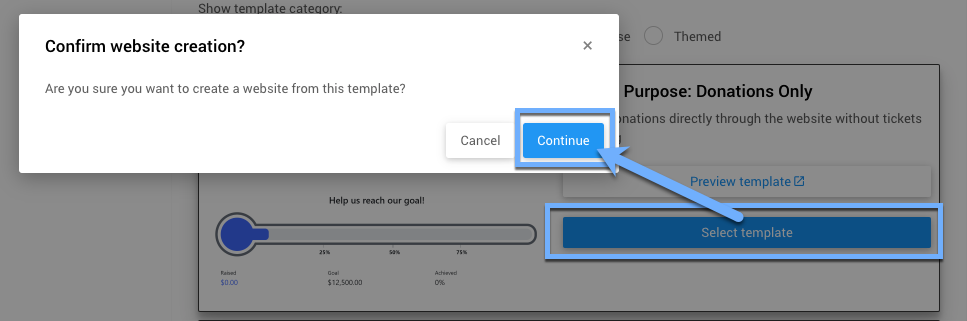 Show template category:
Confirm website creation?
×
se
Themed
Are you sure you want to create a website from this template?
Purpose: Donations Only
onations directly through the website without tickets
Cancel
Continue
Preview template
Help us reach our goal!
Select template
25%
50%
75%
Raised
Goal
Achieved
$0.00
$12,500.00
0%